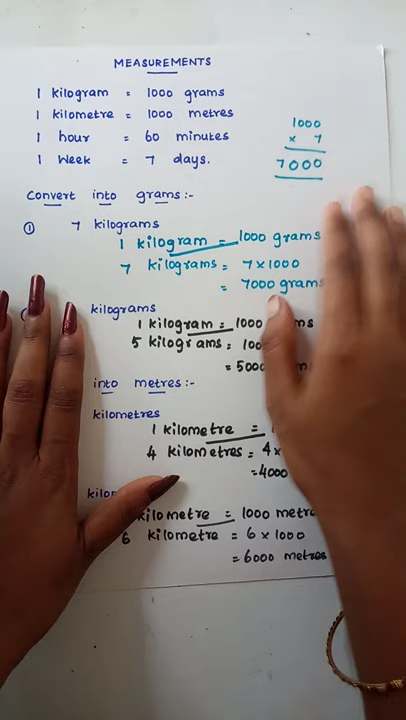 MEASUREMENTS
1 kilogram = 1000 grams
1 kilometre = 1000 metres
1 hour = 60 minutes
1 Week = 7 days.
1000
x 7
7000
Convert into grams:-
① 7 kilograms
1 kilogram = 1000 grams
7 kilograms = 7 x 1000
= 7000 grams
kilograms
1 kilogram = 1000
5 kilograms =
= 5000
into metres:-
kilometres
1 kilometre =
4 kilometres = 4 x
= 4000
kilometre = 1000
6 kilometre = 6 x 1000
= 6000 metres